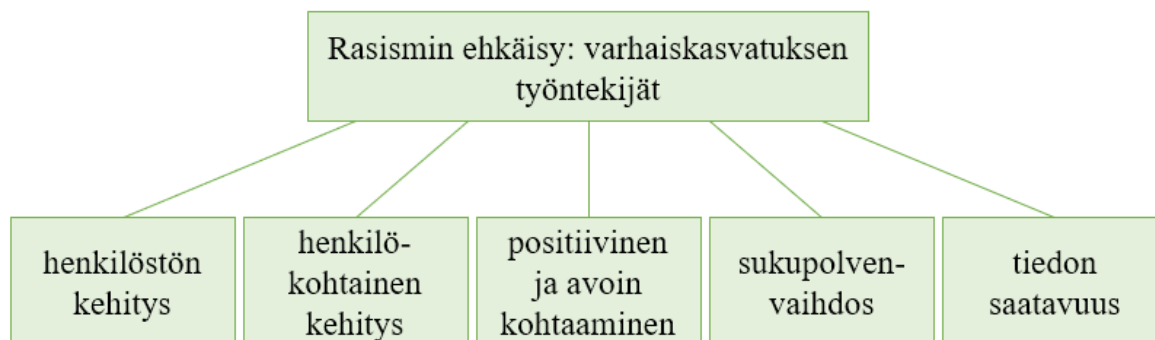 Rasismin ehkäisy: varhaiskasvatuksen
työntekijät
henkilöstön
kehitys
henkilö-
kohtainen
kehitys
positiivinen
ja avoin
kohtaaminen
sukupolven-
vaihdos
tiedon
saatavuus